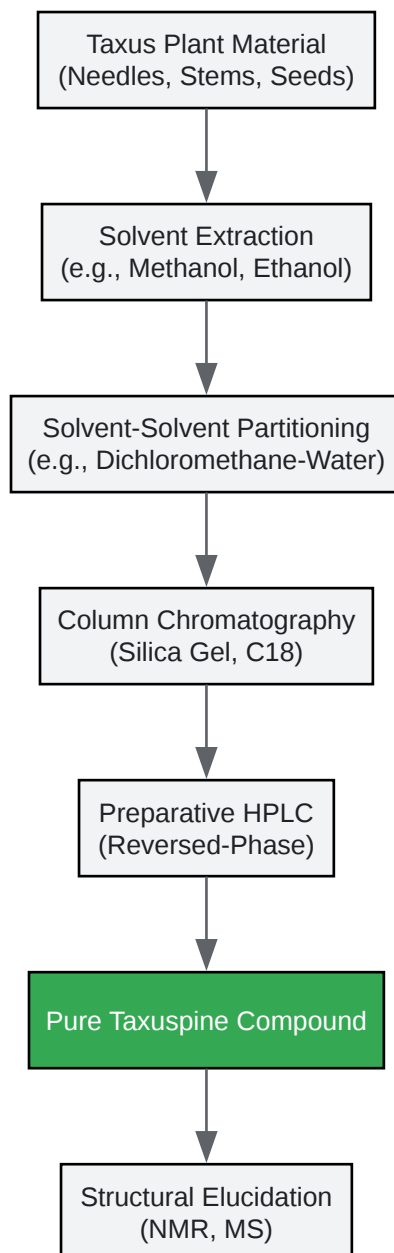 Taxus Plant Material
(Needles, Stems, Seeds)
Solvent Extraction
(e.g., Methanol, Ethanol)
Solvent-Solvent Partitioning
(e.g., Dichloromethane-Water)
Column Chromatography
(Silica Gel, C18)
Preparative HPLC
(Reversed-Phase)
Pure Taxuspine Compound
Structural Elucidation
(NMR, MS)